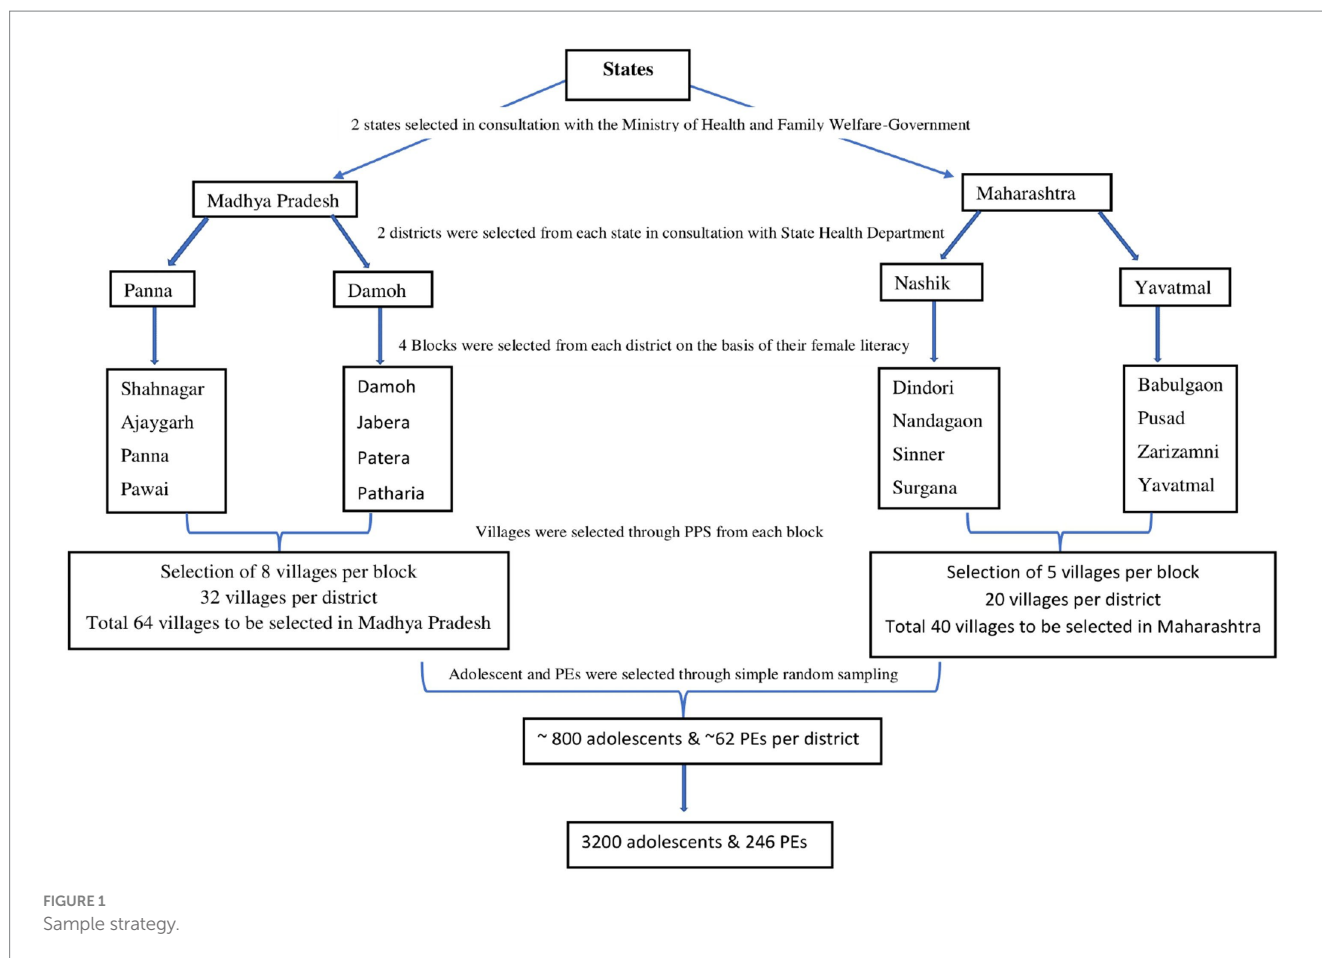 States
2 states selected in consultation with the Ministry of Health and Family Welfare-Government
Madhya Pradesh
Maharashtra
2 districts were selected from each state in consultation with State Health Department
Panna
Damoh
Nashik
Yavatmal
4 Blocks were selected from each district on the basis of their female literacy
Shahnagar
Ajaygarh
Panna
Pawai
Damoh
Jabera
Patera
Patharia
Dindori
Nandagaon
Sinner
Surgana
Babulgaon
Pusad
Zarizamni
Yavatmal
Villages were selected through PPS from each block
Selection of 8 villages per block
32 villages per district
Total 64 villages to be selected in Madhya Pradesh
Selection of 5 villages per block
20 villages per district
Total 40 villages to be selected in Maharashtra
Adolescent and PEs were selected through simple random sampling
~ 800 adolescents & ~62 PEs per district
3200 adolescents & 246 PEs
FIGURE 1
Sample strategy.